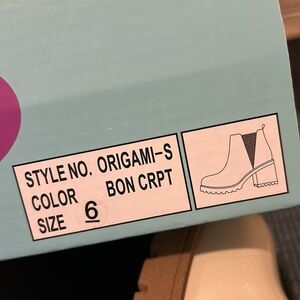 STYLE NO. ORIGAMI-S
COLOR BON CRPT
SIZE 6